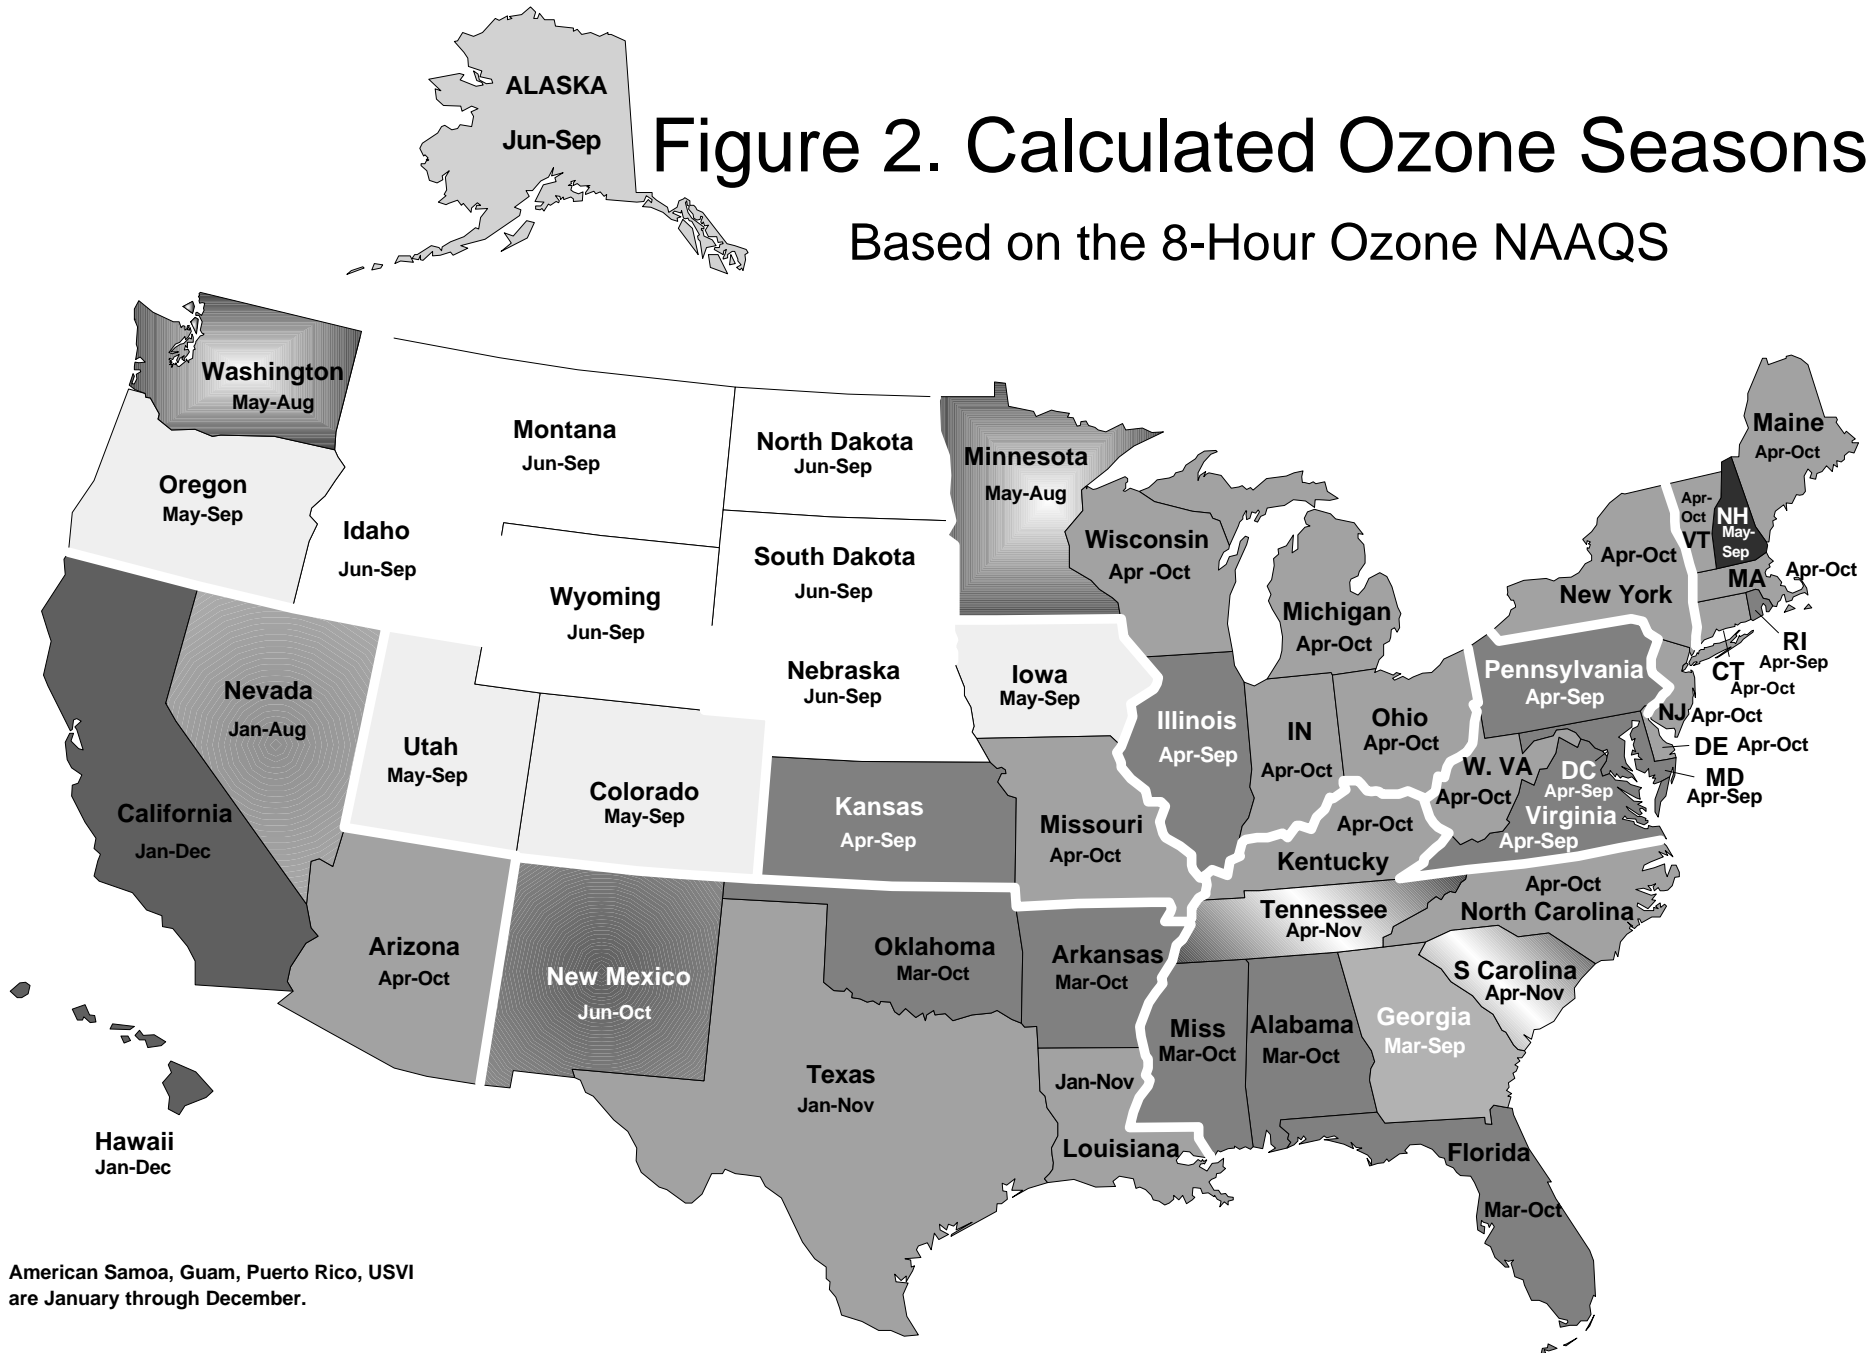 ALASKA
Jun-Sep
Figure 2. Calculated Ozone Seasons
Based on the 8-Hour Ozone NAAQS
Washington
May-Aug
Oregon
May-Sep
Idaho
Jun-Sep
Montana
Jun-Sep
North Dakota
Jun-Sep
Minnesota
May-Aug
South Dakota
Jun-Sep
Wyoming
Jun-Sep
Nebraska
Jun-Sep
Wisconsin
Apr -Oct
Michigan
Apr-Oct
Maine
Apr-Oct
Apr-
Oct
VT
NH
May-
Sep
Apr-Oct
New York
MA
Apr-Oct
RI
Apr-Sep
CT
Apr-Oct
Pennsylvania
Apr-Sep
NJ
Apr-Oct
DE
Apr-Oct
MD
Apr-Sep
DC
Apr-Sep
Virginia
Apr-Sep
W. VA
Apr-Oct
Ohio
Apr-Oct
IN
Apr-Oct
Illinois
Apr-Sep
Iowa
May-Sep
Nevada
Jan-Aug
Utah
May-Sep
Colorado
May-Sep
Kansas
Apr-Sep
Missouri
Apr-Oct
Apr-Oct
Kentucky
California
Jan-Dec
Arizona
Apr-Oct
New Mexico
Jun-Oct
Oklahoma
Mar-Oct
Arkansas
Mar-Oct
Tennessee
Apr-Nov
Apr-Oct
North Carolina
S Carolina
Apr-Nov
Georgia
Mar-Sep
Alabama
Mar-Oct
Miss
Mar-Oct
Texas
Jan-Nov
Jan-Nov
Louisiana
Florida
Mar-Oct
Hawaii
Jan-Dec
American Samoa, Guam, Puerto Rico, USVI
are January through December.